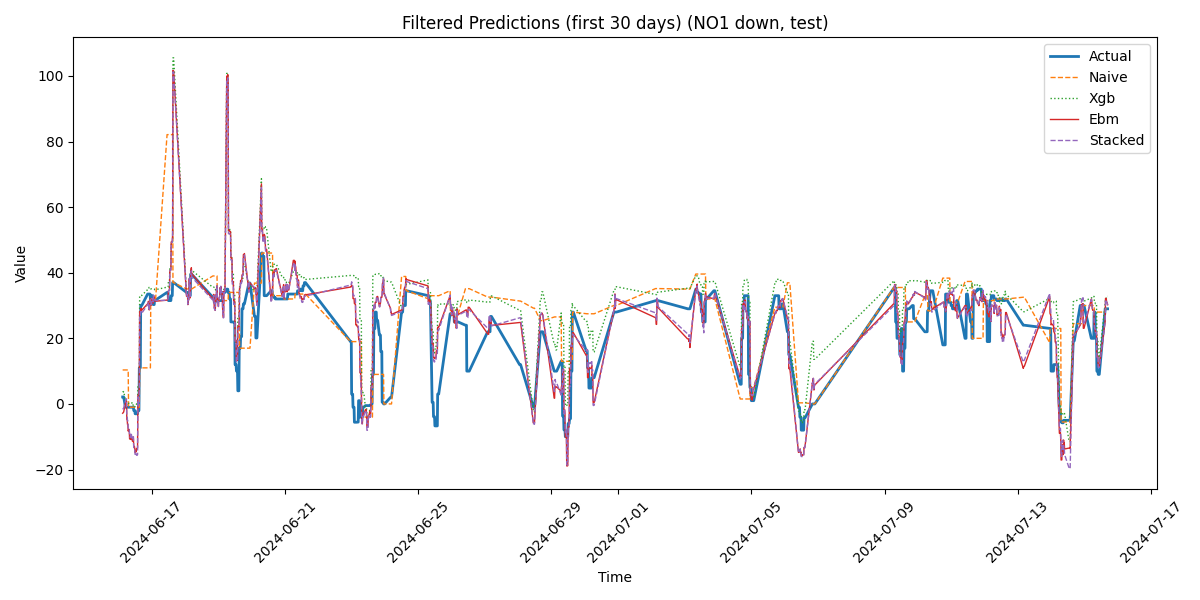 Filtered Predictions (first 30 days) (NO1 down, test)
Actual
Naive
Xgb
Ebm
Stacked
Value
100
80
60
40
20
0
−20
2024-06-17
2024-06-21
2024-06-25
2024-06-29
2024-07-01
2024-07-05
2024-07-09
2024-07-13
2024-07-17
Time